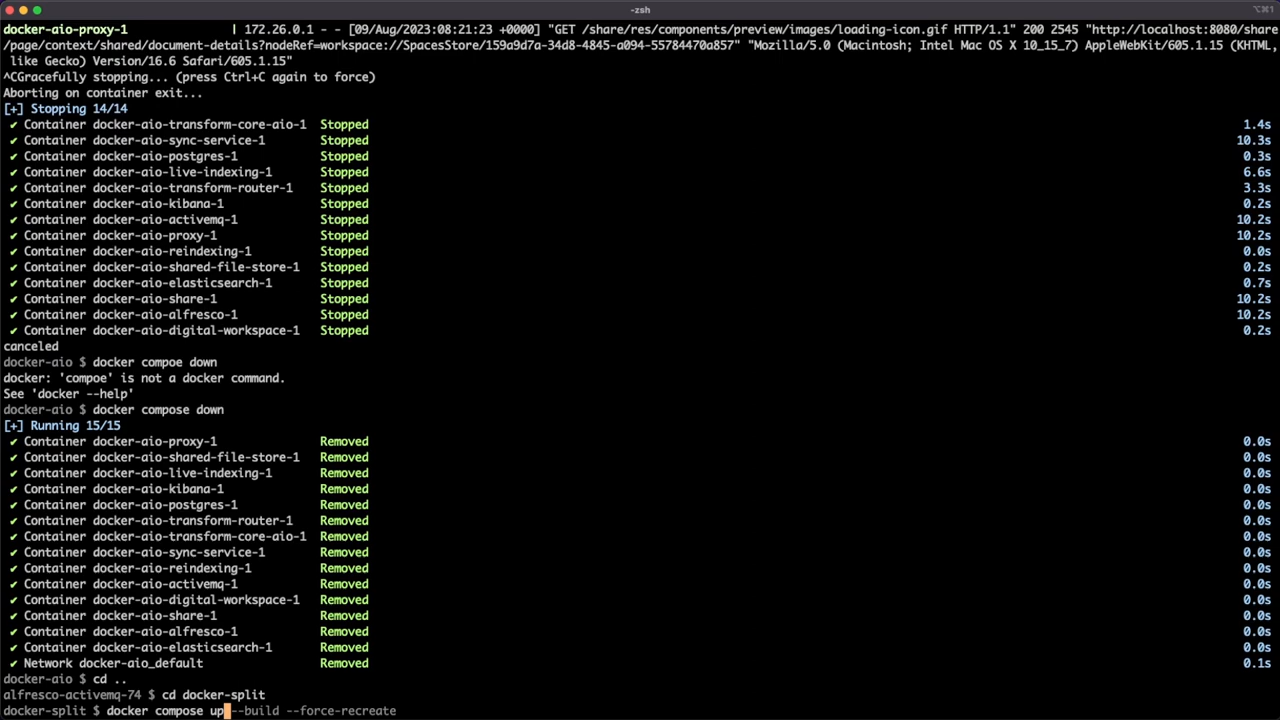 -zsh
⌥⌘1
docker-aio-proxy-1 | 172.26.0.1 - - [09/Aug/2023:08:21:23 +0000] "GET /share/res/components/preview/images/loading-icon.gif HTTP/1.1" 200 2545 "http://localhost:8080/share
/page/context/shared/document-details?nodeRef=workspace://SpacesStore/159a9d7a-34d8-4845-a094-55784470a857" "Mozilla/5.0 (Macintosh; Intel Mac OS X 10_15_7) AppleWebKit/605.1.15 (KHTML,
like Gecko) Version/16.6 Safari/605.1.15"
^CGracefully stopping... (press Ctrl+C again to force)
Aborting on container exit...
[+] Stopping 14/14
✔ Container docker-aio-transform-core-aio-1 Stopped 1.4s
✔ Container docker-aio-sync-service-1 Stopped 10.3s
✔ Container docker-aio-postgres-1 Stopped 0.3s
✔ Container docker-aio-live-indexing-1 Stopped 6.6s
✔ Container docker-aio-transform-router-1 Stopped 3.3s
✔ Container docker-aio-kibana-1 Stopped 0.2s
✔ Container docker-aio-activemq-1 Stopped 10.2s
✔ Container docker-aio-proxy-1 Stopped 10.2s
✔ Container docker-aio-reindexing-1 Stopped 0.0s
✔ Container docker-aio-shared-file-store-1 Stopped 0.2s
✔ Container docker-aio-elasticsearch-1 Stopped 0.7s
✔ Container docker-aio-share-1 Stopped 10.2s
✔ Container docker-aio-alfresco-1 Stopped 10.2s
✔ Container docker-aio-digital-workspace-1 Stopped 0.2s
canceled
docker-aio $ docker compoe down
docker: 'compoe' is not a docker command.
See 'docker --help'
docker-aio $ docker compose down
[+] Running 15/15
✔ Container docker-aio-proxy-1 Removed 0.0s
✔ Container docker-aio-shared-file-store-1 Removed 0.0s
✔ Container docker-aio-live-indexing-1 Removed 0.0s
✔ Container docker-aio-kibana-1 Removed 0.0s
✔ Container docker-aio-postgres-1 Removed 0.0s
✔ Container docker-aio-transform-router-1 Removed 0.0s
✔ Container docker-aio-transform-core-aio-1 Removed 0.0s
✔ Container docker-aio-sync-service-1 Removed 0.0s
✔ Container docker-aio-reindexing-1 Removed 0.0s
✔ Container docker-aio-activemq-1 Removed 0.0s
✔ Container docker-aio-digital-workspace-1 Removed 0.0s
✔ Container docker-aio-share-1 Removed 0.0s
✔ Container docker-aio-alfresco-1 Removed 0.0s
✔ Container docker-aio-elasticsearch-1 Removed 0.0s
✔ Network docker-aio_default Removed 0.1s
docker-aio $ cd ..
alfresco-activemq-74 $ cd docker-split
docker-split $ docker compose up --build --force-recreate